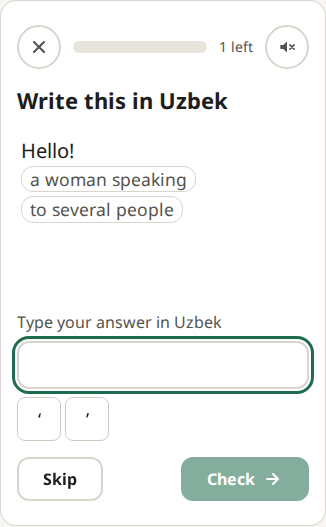 1 left
Write this in Uzbek
Hello!
a woman speaking
to several people
Type your answer in Uzbek
‘ ’
Skip
Check →